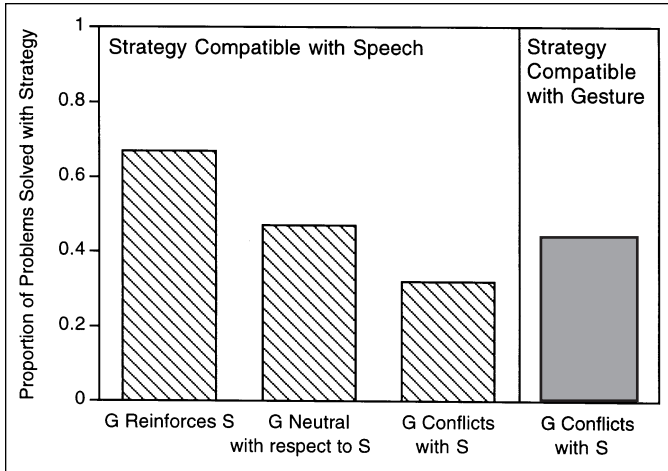 Proportion of Problems Solved with Strategy
1
0.8
0.6
0.4
0.2
0
Strategy Compatible with Speech
Strategy
Compatible
with Gesture
G Reinforces S
G Neutral
with respect to S
G Conflicts
with S
G Conflicts
with S